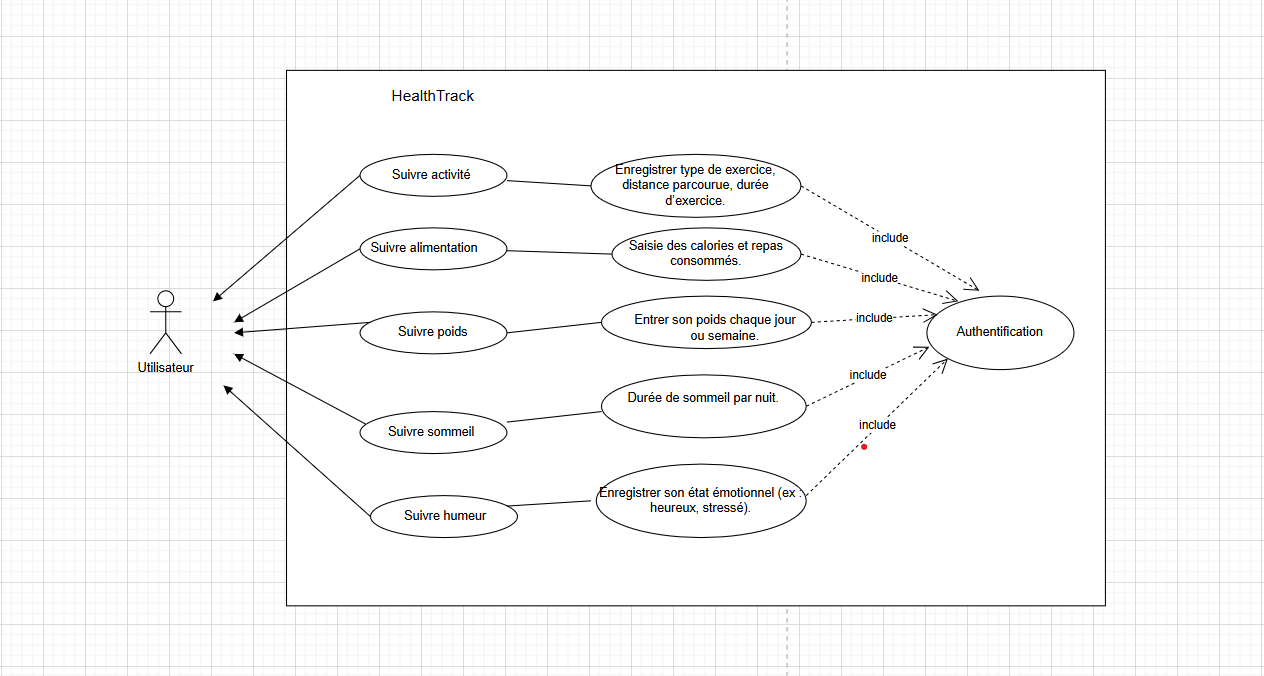 HealthTrack
Suivre activité
Enregistrer type de exercice,
distance parcourue, durée
d'exercice.
include
Suivre alimentation
Saisie des calories et repas
consommés.
include
Utilisateur
Suivre poids
Entrer son poids chaque jour
ou semaine.
include
Authentification
Suivre sommeil
Durée de sommeil par nuit.
include
Suivre humeur
Enregistrer son état émotionnel (ex :
heureux, stressé).
include